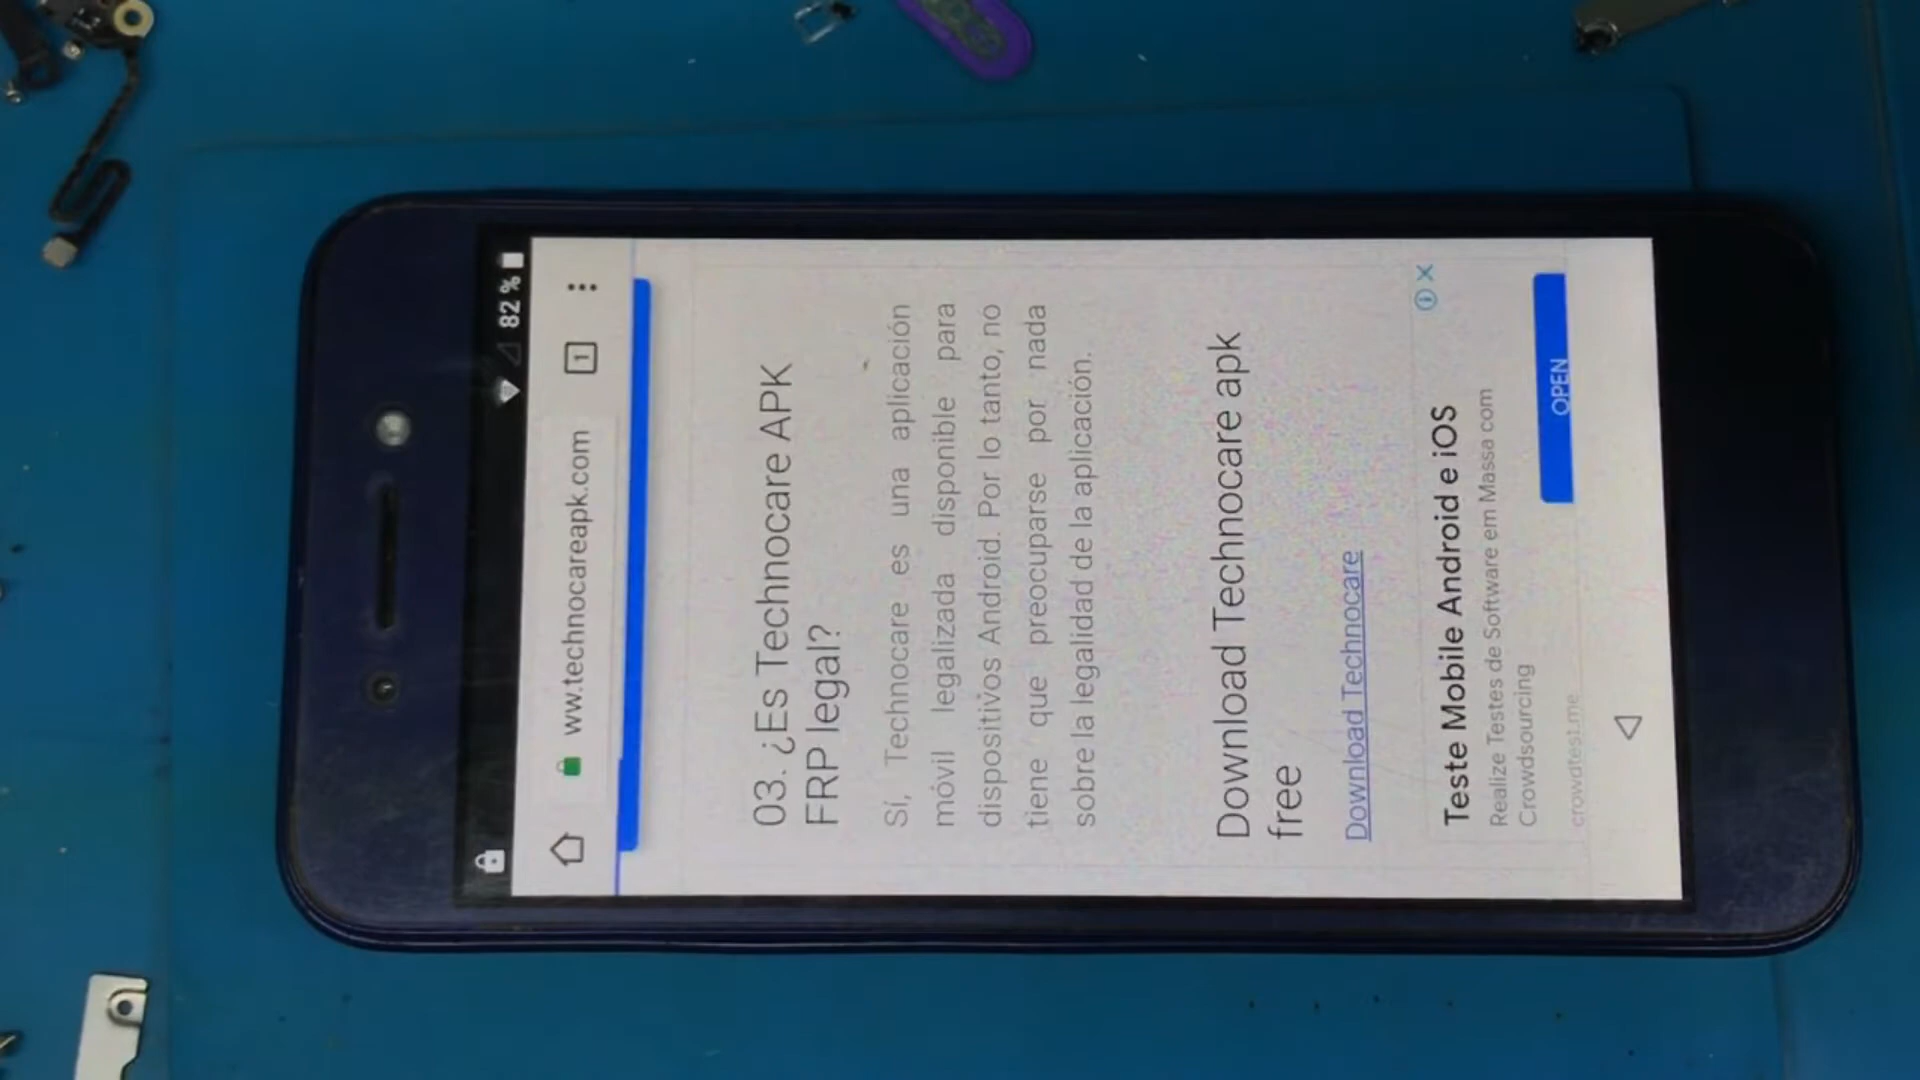 82 %
ww.technocareapk.com
1
03. ¿Es Technocare APK
FRP legal?
Sí, Technocare es una aplicación
móvil legalizada disponible para
dispositivos Android. Por lo tanto, no
tiene que preocuparse por nada
sobre la legalidad de la aplicación.
Download Technocare apk
free
Download Technocare
Teste Mobile Android e iOS
Realize Testes de Software em Massa com
Crowdsourcing
crowdtest.me
OPEN